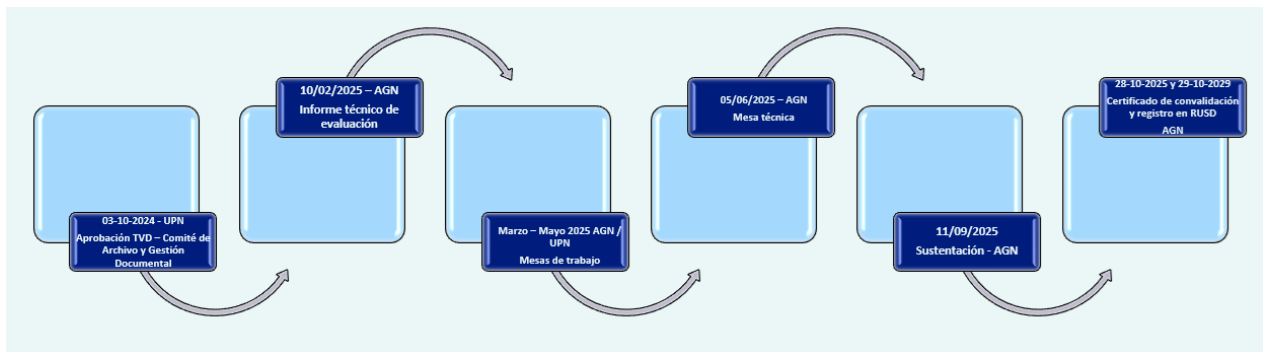 03-10-2024 - UPN
Aprobación TVD – Comité de
Archivo y Gestión
Documental
10/02/2025 – AGN
Informe técnico de
evaluación
Marzo – Mayo 2025 AGN /
UPN
Mesas de trabajo
05/06/2025 – AGN
Mesa técnica
11/09/2025
Sustentación - AGN
28-10-2025 y 29-10-2029
Certificado de convalidación
y registro en RUSD
AGN